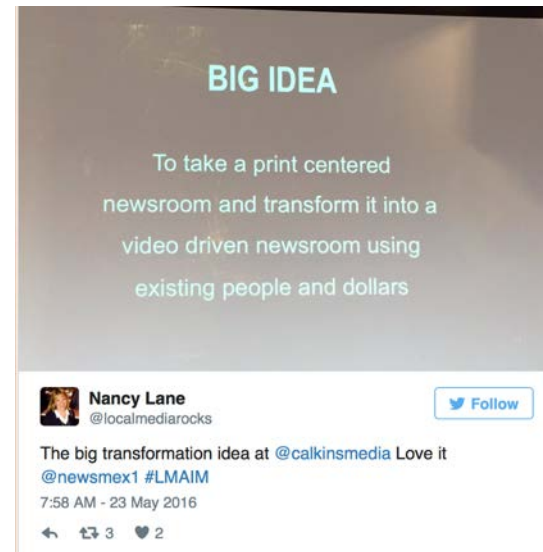 BIG IDEA
To take a print centered
newsroom and transform it into a
video driven newsroom using
existing people and dollars
Nancy Lane
@localmediarocks
Follow
The big transformation idea at @calkinsmedia Love it
@newsmex1 #LMAIM
7:58 AM - 23 May 2016
3 2